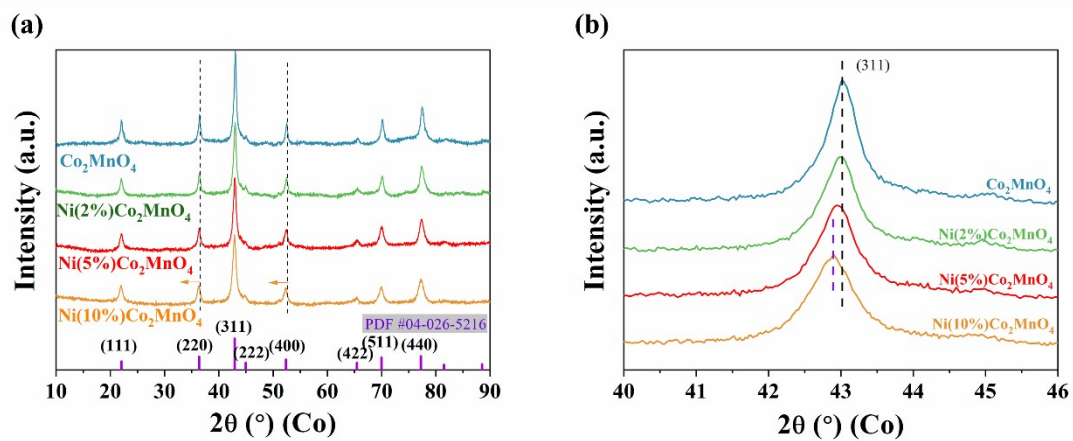 (a)
Intensity (a.u.)
Co₂MnO₄
Ni(2%)Co₂MnO₄
Ni(5%)Co₂MnO₄
Ni(10%)Co₂MnO₄
PDF #04-026-5216
(111)
(220)
(311)
(222)
(400)
(422)
(511)
(440)
10 20 30 40 50 60 70 80 90
2θ (°) (Co)
(b)
Intensity (a.u.)
(311)
Co₂MnO₄
Ni(2%)Co₂MnO₄
Ni(5%)Co₂MnO₄
Ni(10%)Co₂MnO₄
40 41 42 43 44 45 46
2θ (°) (Co)